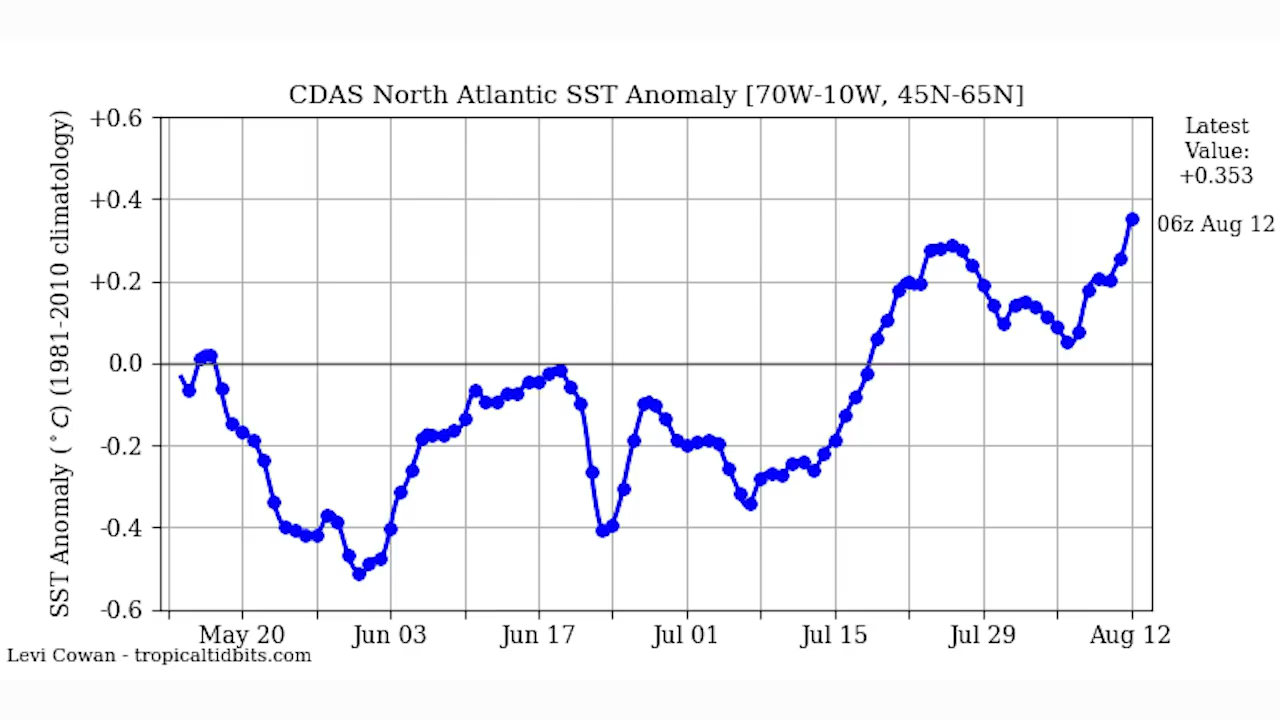 CDAS North Atlantic SST Anomaly [70W-10W, 45N-65N]
SST Anomaly (°C) (1981-2010 climatology)
+0.6
+0.4
+0.2
0.0
-0.2
-0.4
-0.6
Latest
Value:
+0.353
06z Aug 12
May 20
Jun 03
Jun 17
Jul 01
Jul 15
Jul 29
Aug 12
Levi Cowan - tropicaltidbits.com